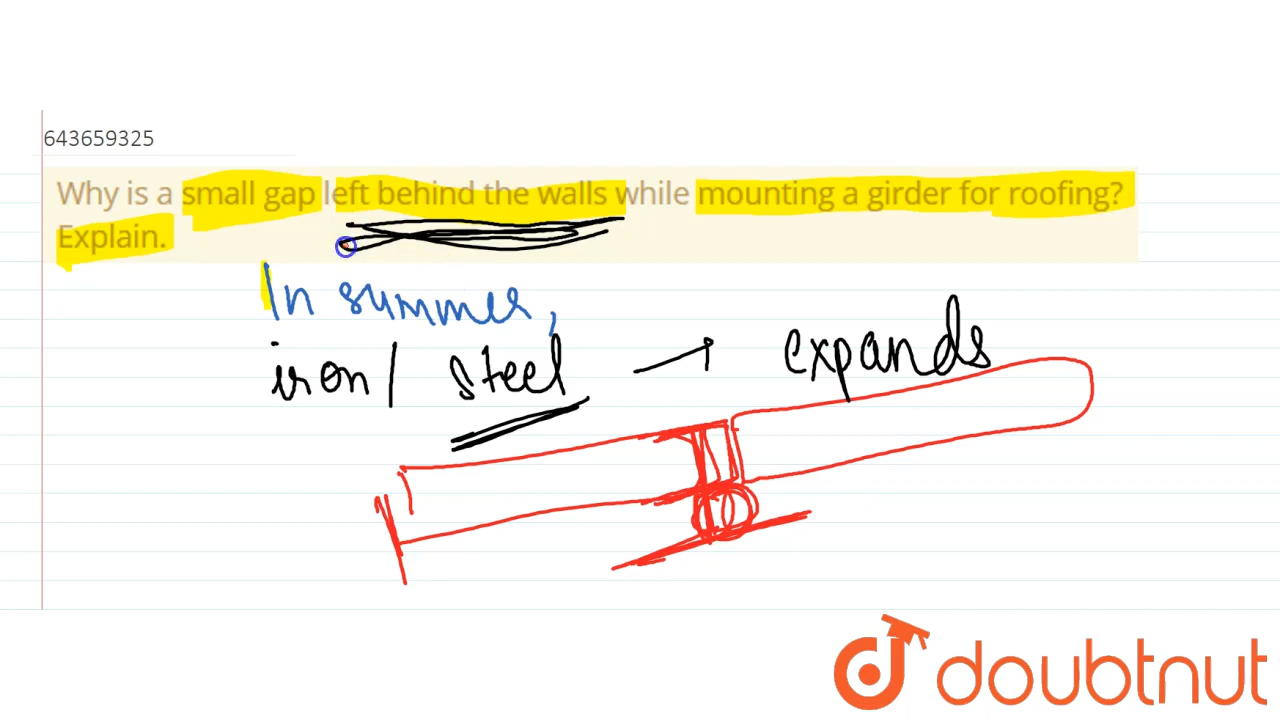 643659325
Why is a small gap left behind the walls while mounting a girder for roofing?
Explain.
In summer,
iron/ steel → expands
doubtnut